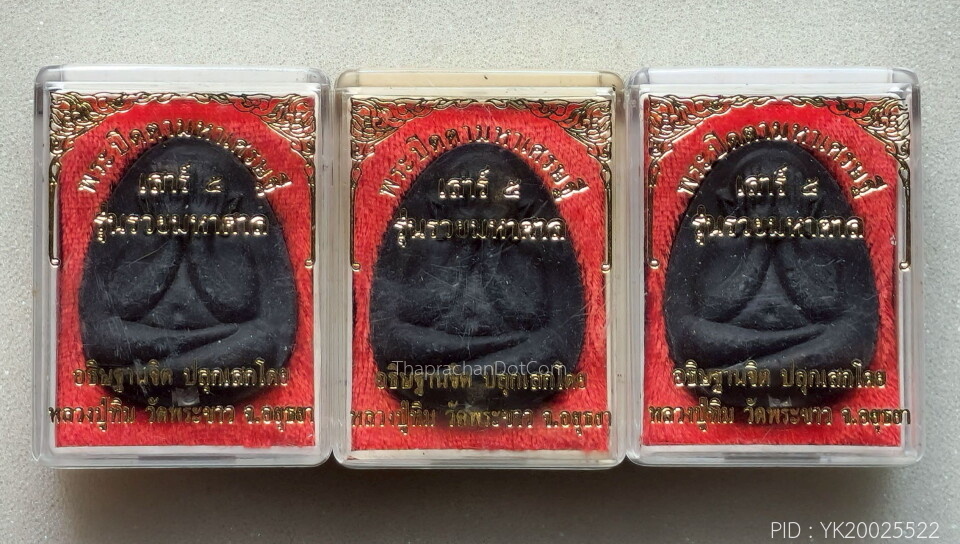 พระปิดตามหาเศรษฐี
เสาร์ ๕
รุ่นรวยมหาศาล
อธิษฐานจิต ปลุกเสกโดย
หลวงปู่ทิม วัดพระขาว จ.อยุธยา
พระปิดตามหาเศรษฐี
เสาร์ ๕
รุ่นรวยมหาศาล
ThaprachanDotCom
อธิษฐานจิต ปลุกเสกโดย
หลวงปู่ทิม วัดพระขาว จ.อยุธยา
พระปิดตามหาเศรษฐี
เสาร์ ๕
รุ่นรวยมหาศาล
อธิษฐานจิต ปลุกเสกโดย
หลวงปู่ทิม วัดพระขาว จ.อยุธยา
PID : YK20025522